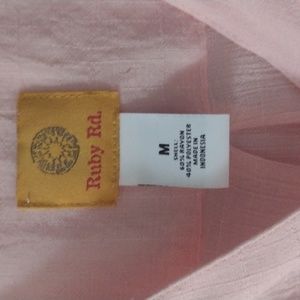 Ruby Rd.
M
SHELL:
60% RAYON
40% POLYESTER
MADE IN
INDONESIA